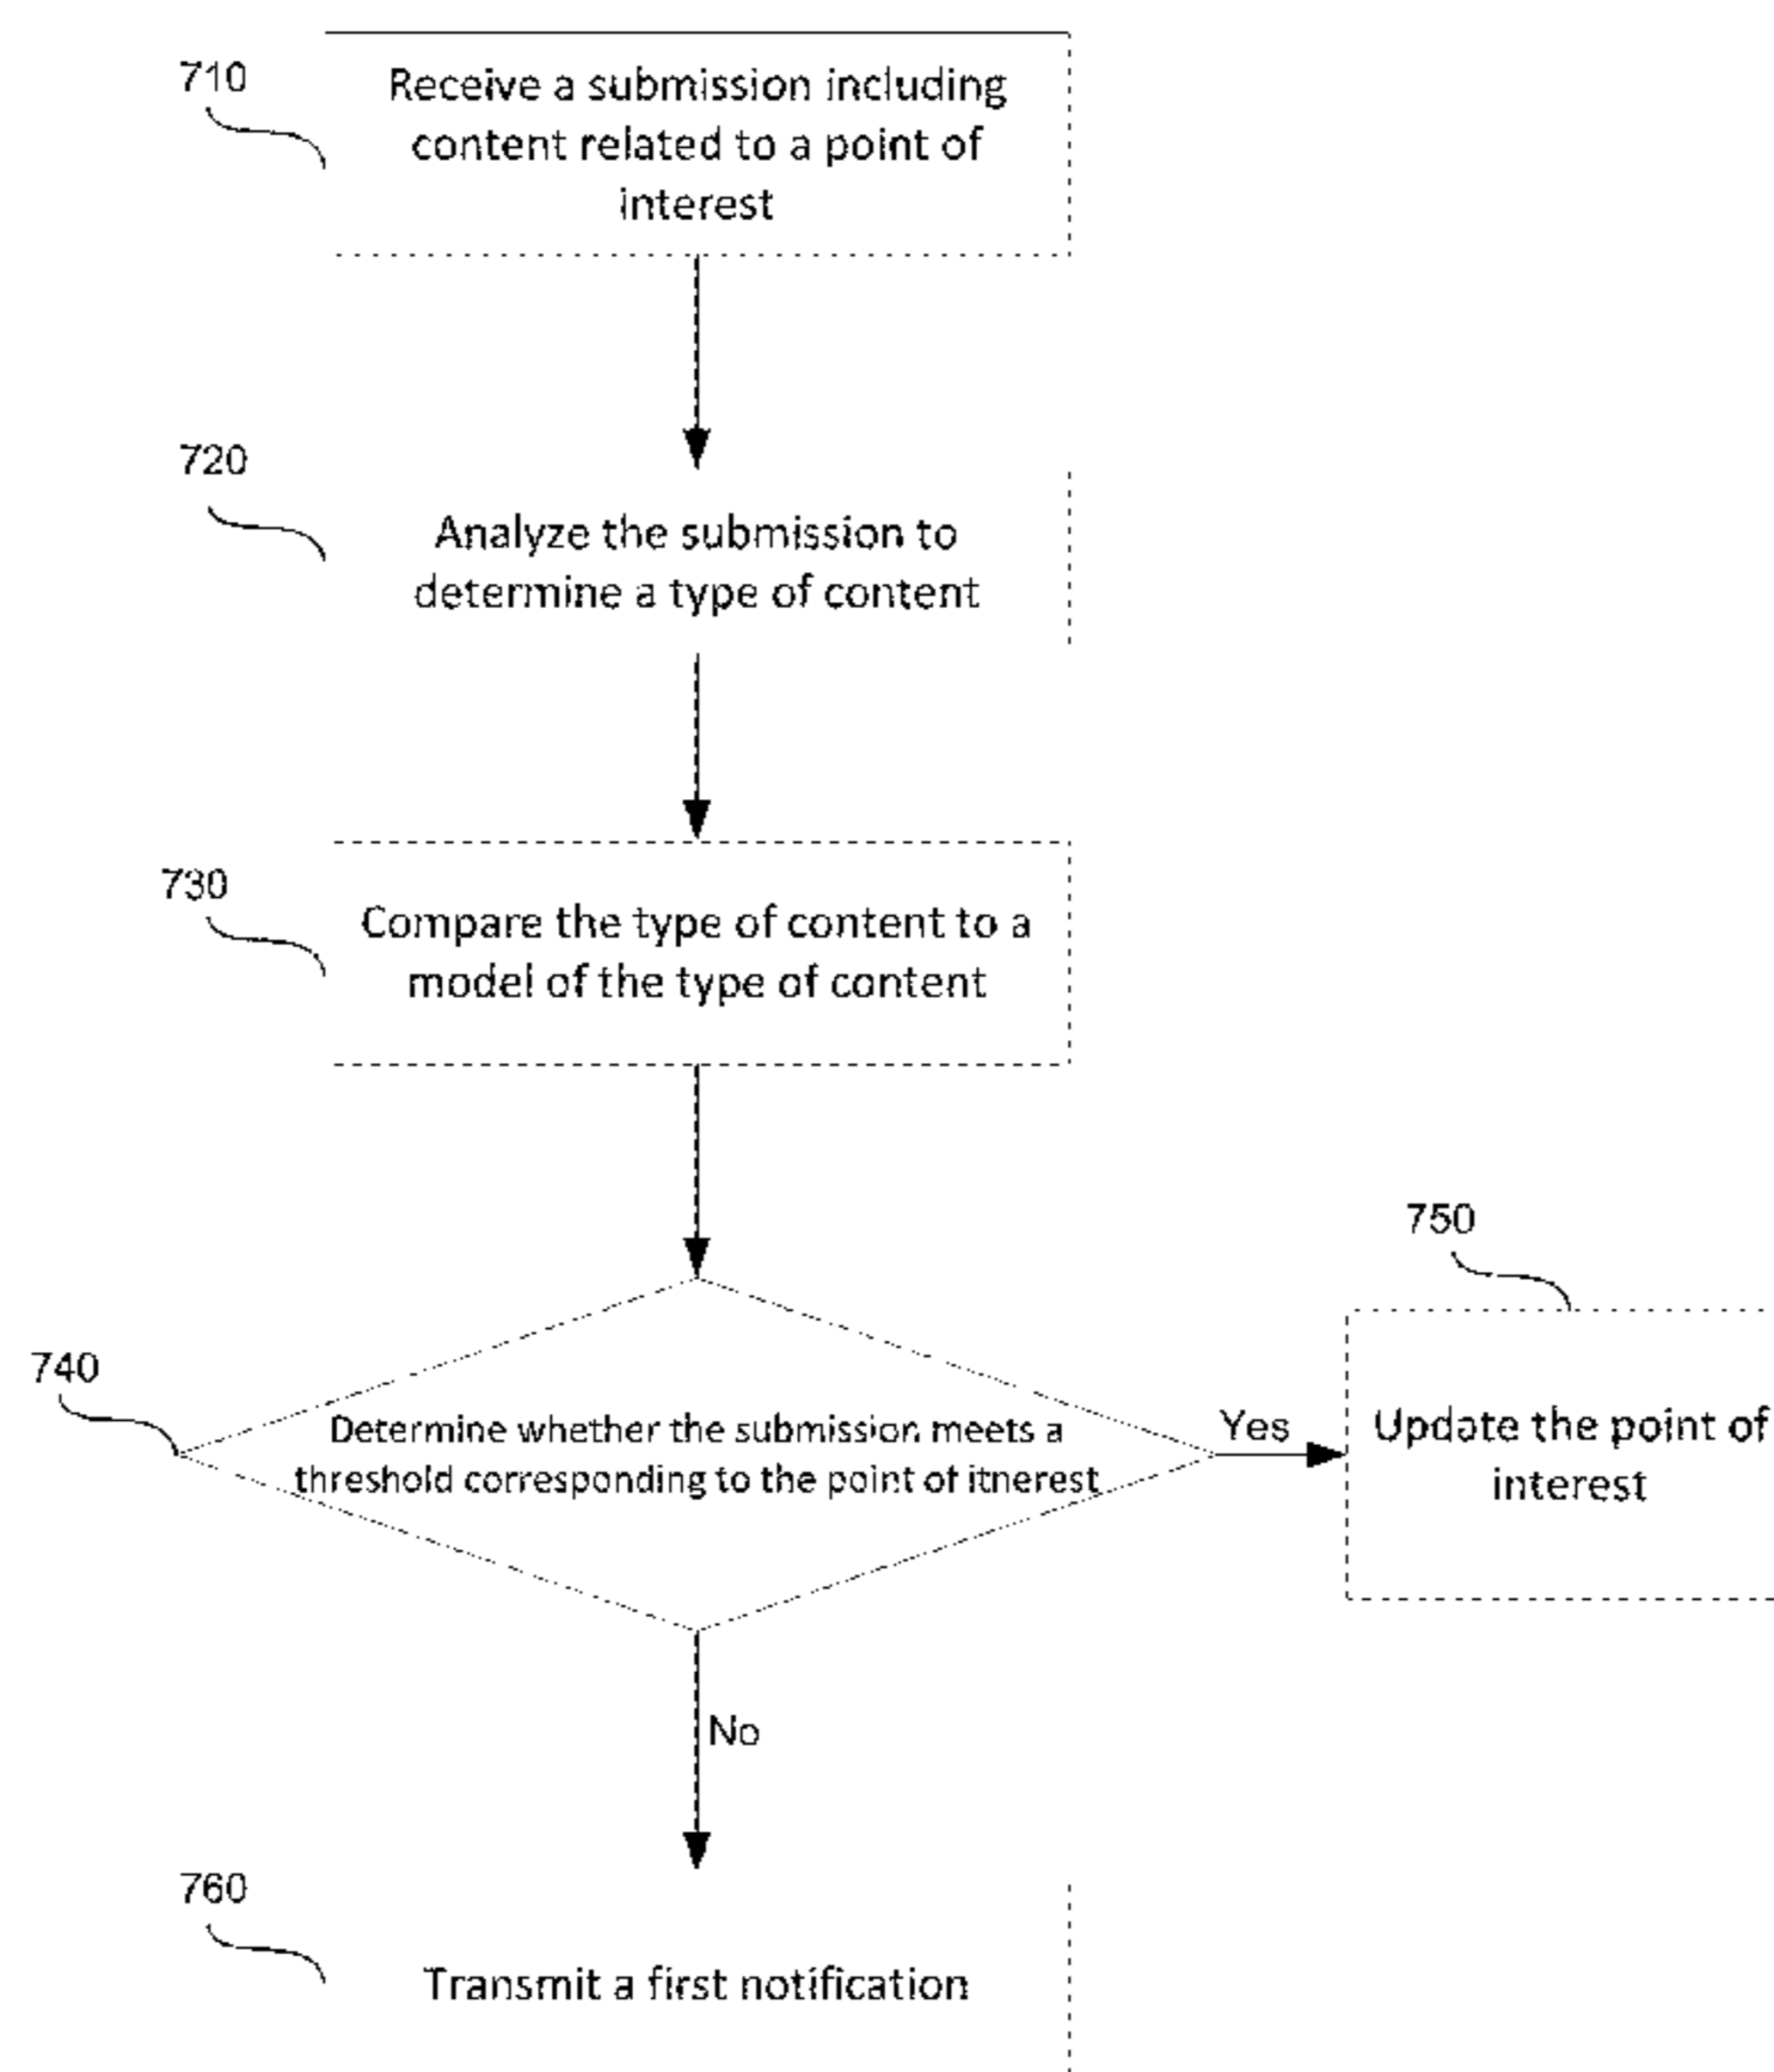 710
Receive a submission including
content related to a point of
interest
720
Analyze the submission to
determine a type of content
730
Compare the type of content to a
model of the type of content
740
Determine whether the submission meets a
threshold corresponding to the point of itnerest
Yes
750
Update the point of
interest
No
760
Transmit a first notification